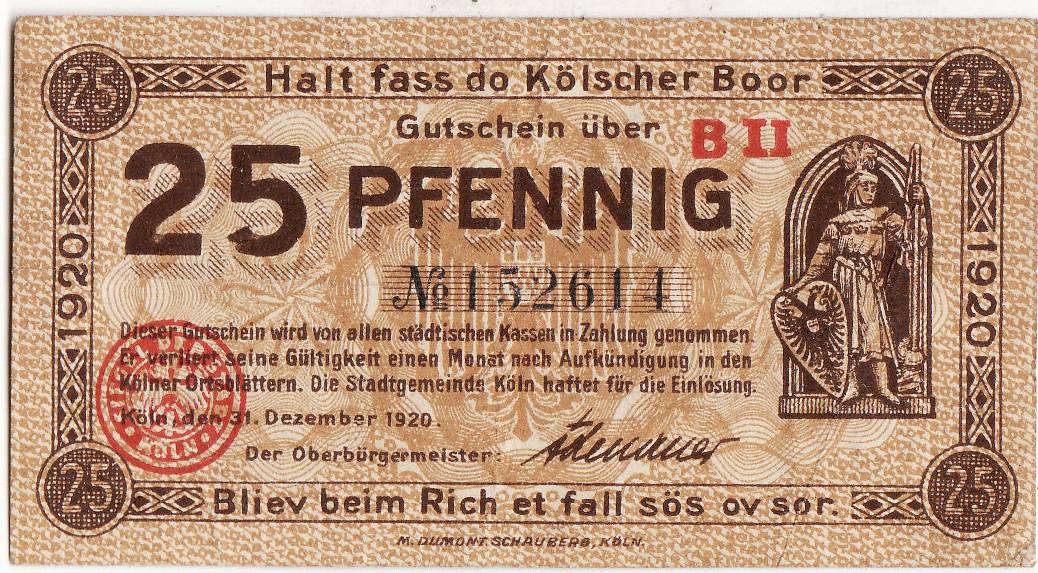 Halt fass do Kölscher Boor
25
25
Gutschein über B II
25 PFENNIG
№ 152614
1920
1920
Dieser Gutschein wird von allen städtischen Kassen in Zahlung genommen.
Er verliert seine Gültigkeit einen Monat nach Aufkündigung in den
Kölner Ortsblättern. Die Stadtgemeinde Köln haftet für die Einlösung.
Köln, den 31. Dezember 1920.
Der Oberbürgermeister:
KÖLN
25
25
Bliev beim Rich et fall sös ov sor.
M. DUMONT SCHAUBERG, KÖLN.